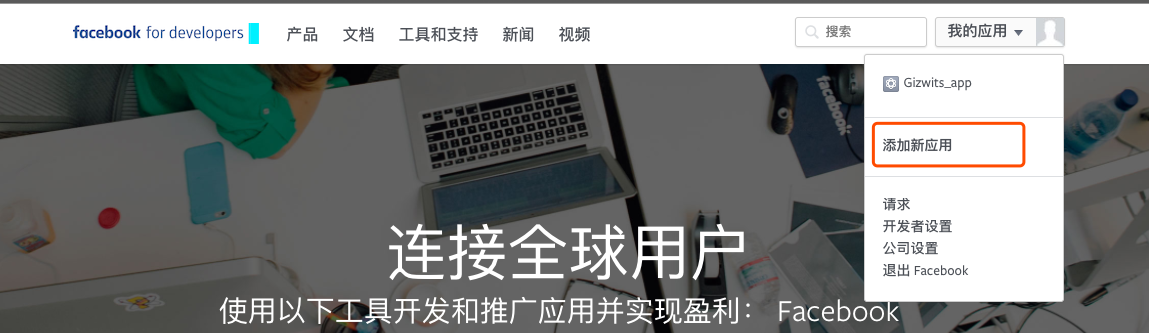 facebook for developers 产品 文档 工具和支持 新闻 视频 搜索 我的应用
Gizwits_app
添加新应用
请求
开发者设置
公司设置
退出 Facebook
facebook
连接全球用户
使用以下工具开发和推广应用并实现盈利： Facebook